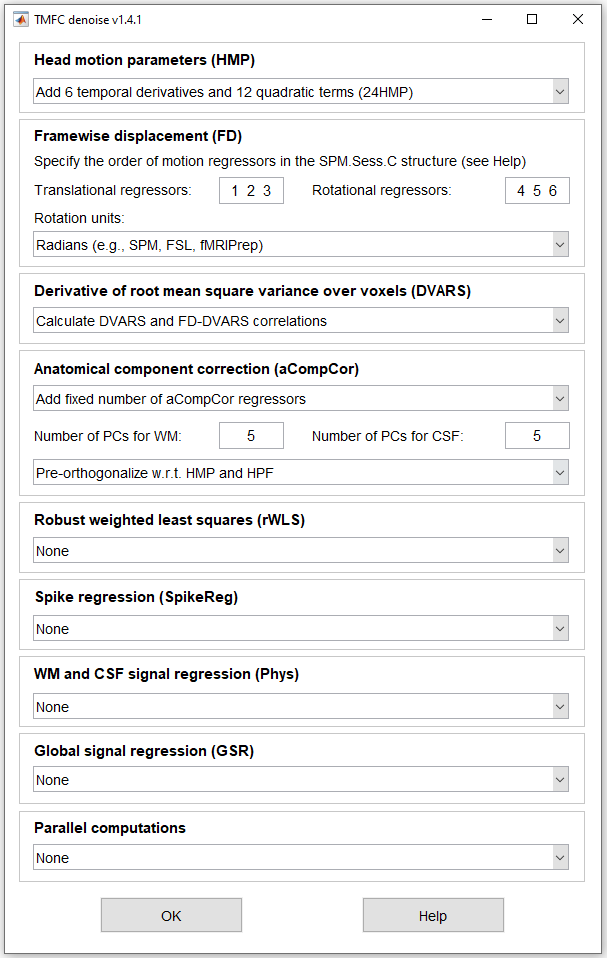 TMFC denoise v1.4.1
Head motion parameters (HMP)
Add 6 temporal derivatives and 12 quadratic terms (24HMP)
Framewise displacement (FD)
Specify the order of motion regressors in the SPM.Sess.C structure (see Help)
Translational regressors: 1 2 3 Rotational regressors: 4 5 6
Rotation units:
Radians (e.g., SPM, FSL, fMRIPrep)
Derivative of root mean square variance over voxels (DVARS)
Calculate DVARS and FD-DVARS correlations
Anatomical component correction (aCompCor)
Add fixed number of aCompCor regressors
Number of PCs for WM: 5 Number of PCs for CSF: 5
Pre-orthogonalize w.r.t. HMP and HPF
Robust weighted least squares (rWLS)
None
Spike regression (SpikeReg)
None
WM and CSF signal regression (Phys)
None
Global signal regression (GSR)
None
Parallel computations
None
OK Help